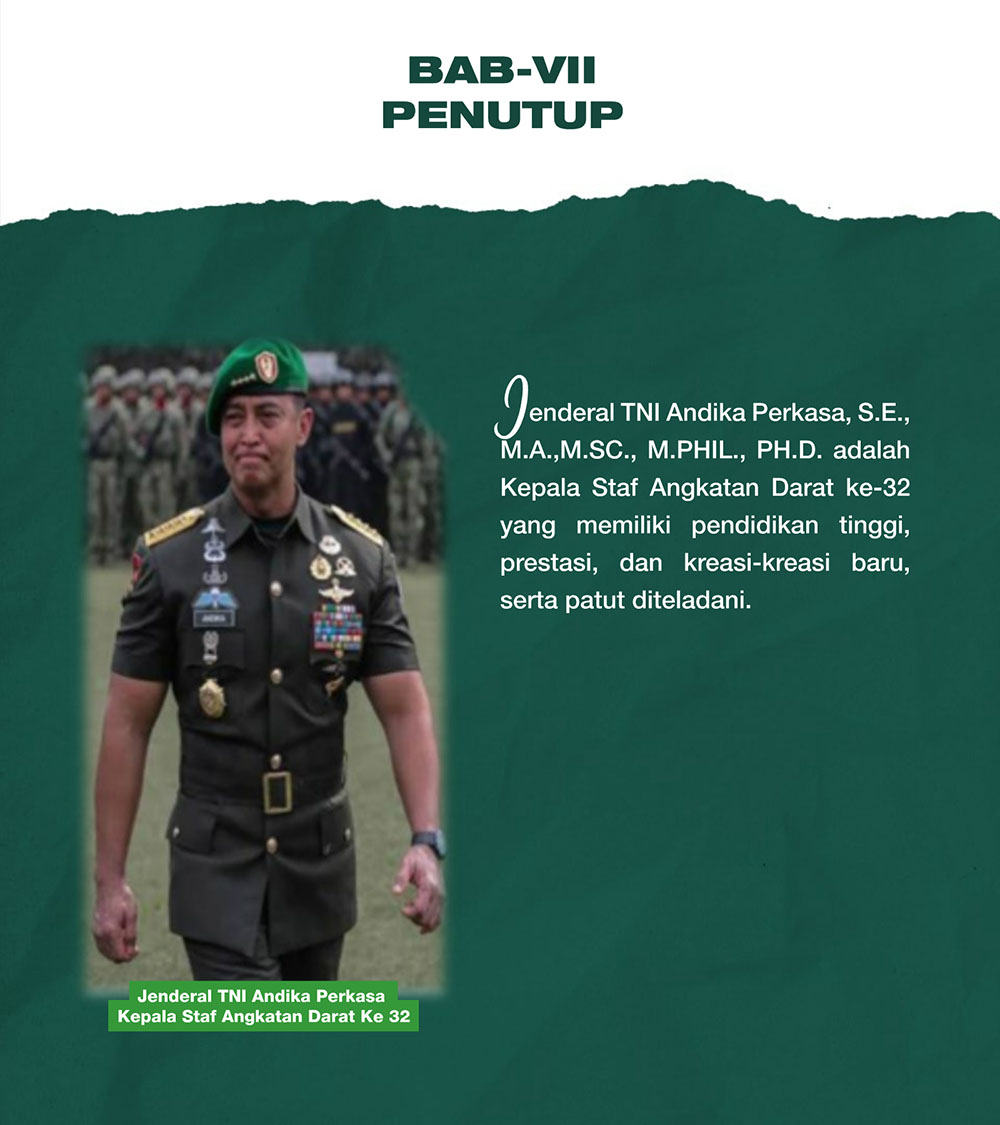 BAB-VII
PENUTUP
Jenderal TNI Andika Perkasa, S.E.,
M.A.,M.SC., M.PHIL., PH.D. adalah
Kepala Staf Angkatan Darat ke-32
yang memiliki pendidikan tinggi,
prestasi, dan kreasi-kreasi baru,
serta patut diteladani.
ANDIKA
Jenderal TNI Andika Perkasa
Kepala Staf Angkatan Darat Ke 32